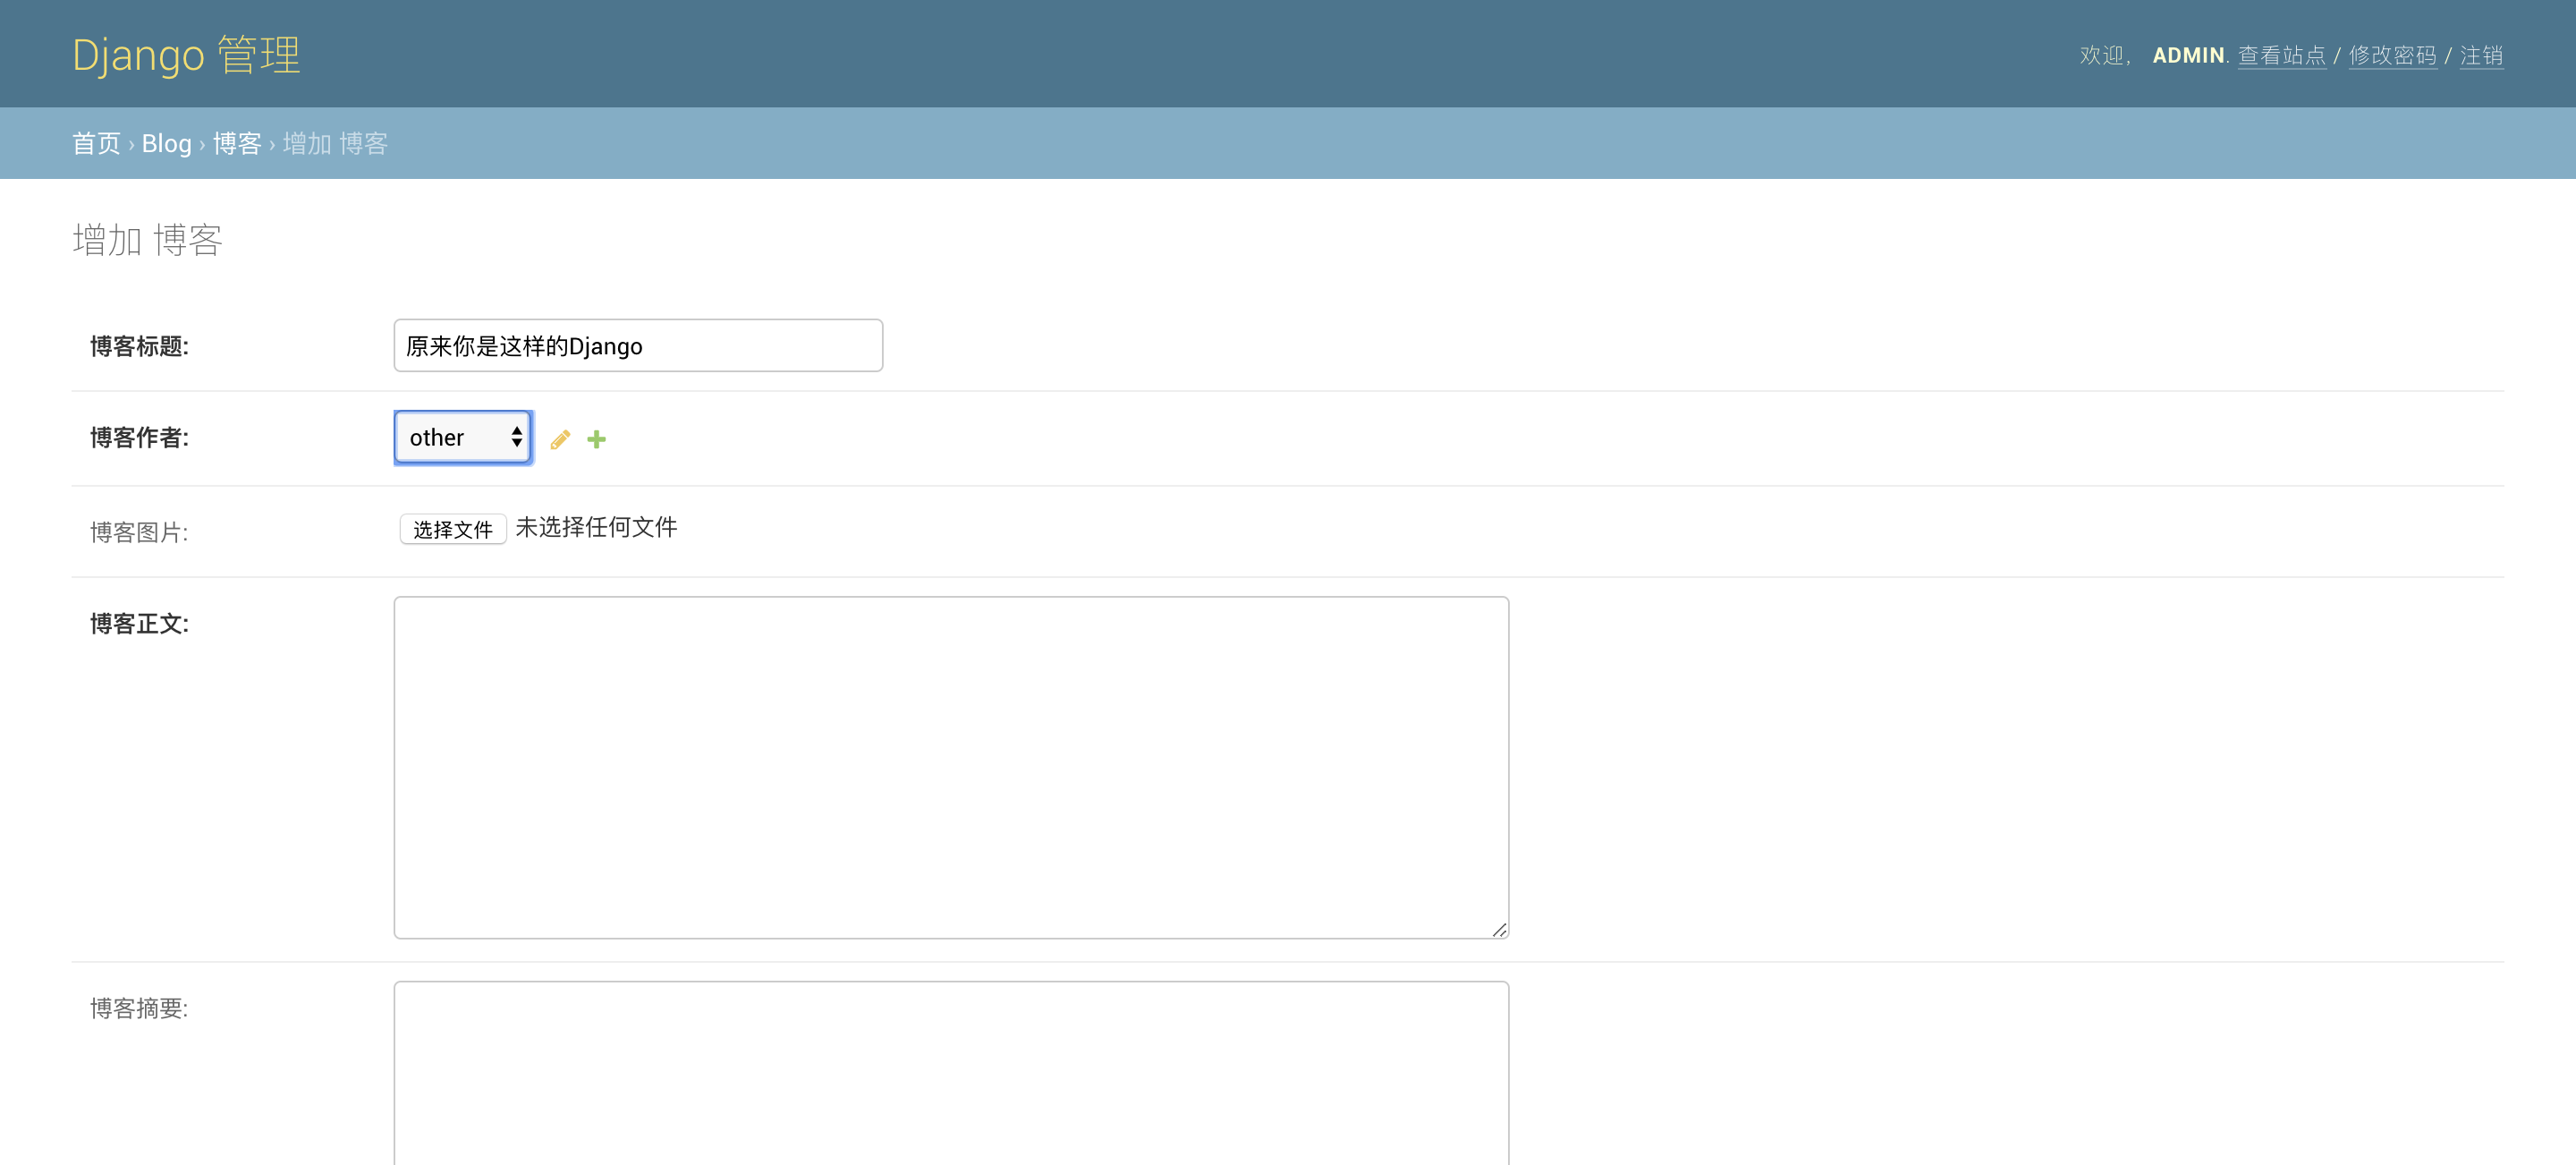 Django 管理
欢迎， ADMIN. 查看站点 / 修改密码 / 注销
首页 › Blog › 博客 › 增加 博客
增加 博客
博客标题: 原来你是这样的Django
博客作者: other
博客图片: 选择文件 未选择任何文件
博客正文:
博客摘要: